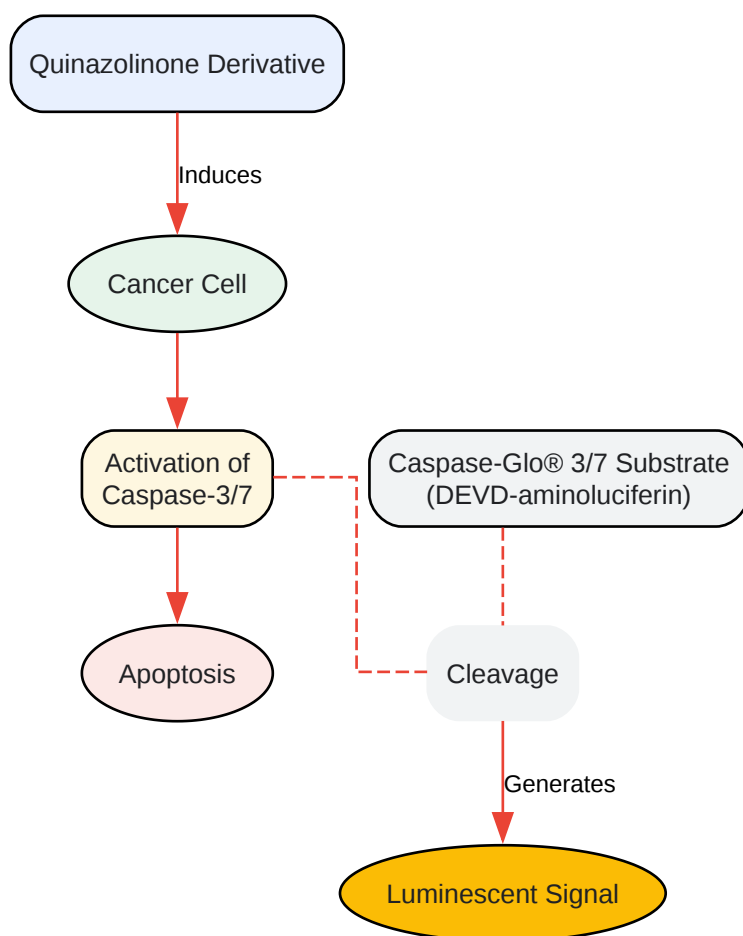 Quinazolinone Derivative
Induces
Cancer Cell
Activation of
Caspase-3/7
Caspase-Glo® 3/7 Substrate
(DEVD-aminoluciferin)
Apoptosis
Cleavage
Generates
Luminescent Signal